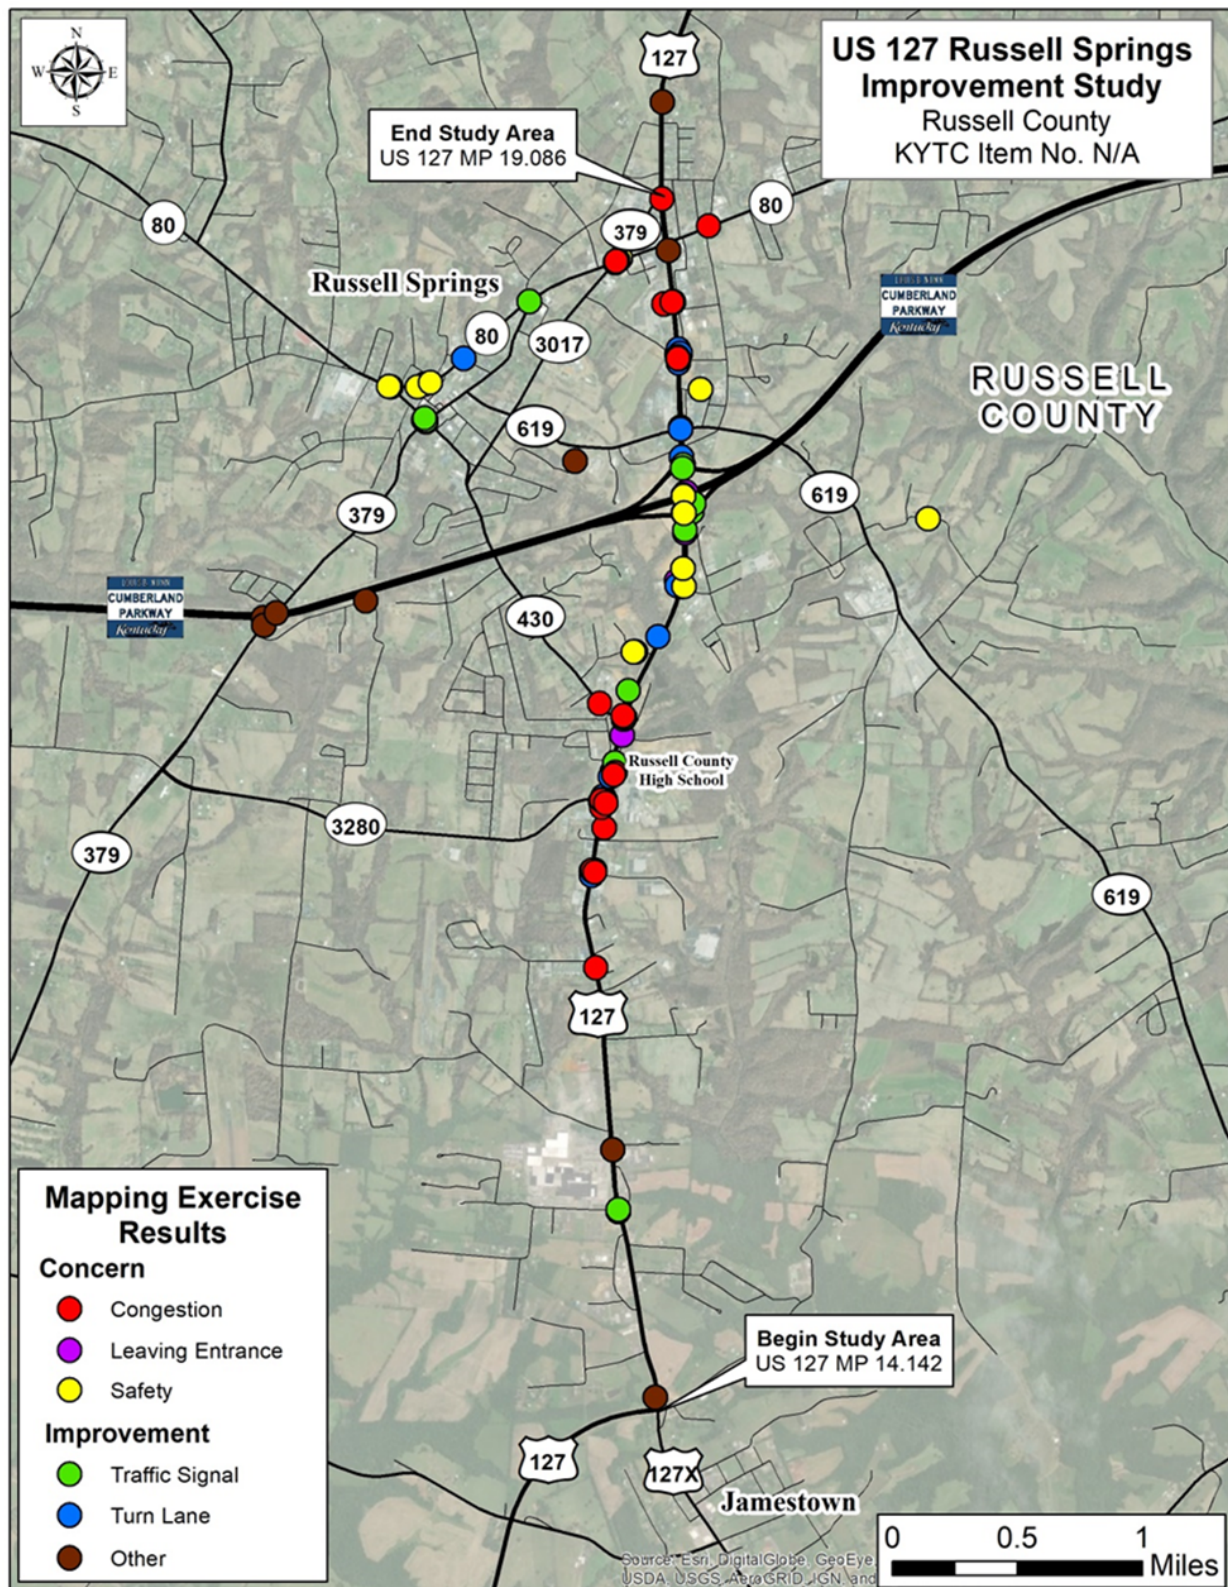 N
W E
S
127
US 127 Russell Springs
Improvement Study
Russell County
KYTC Item No. N/A
End Study Area
US 127 MP 19.086
80
80
379
Russell Springs
CUMBERLAND
PARKWAY
Kentucky
80
3017
RUSSELL
COUNTY
619
379
619
CUMBERLAND
PARKWAY
Kentucky
430
Russell County
High School
3280
379
619
127
Mapping Exercise
Results
Concern
Congestion
Leaving Entrance
Safety
Improvement
Traffic Signal
Turn Lane
Other
Begin Study Area
US 127 MP 14.142
127
127X
Jamestown
0 0.5 1
Miles
Source: Esri, DigitalGlobe, GeoEye,
USDA, USGS, AeroGRID, IGN, and